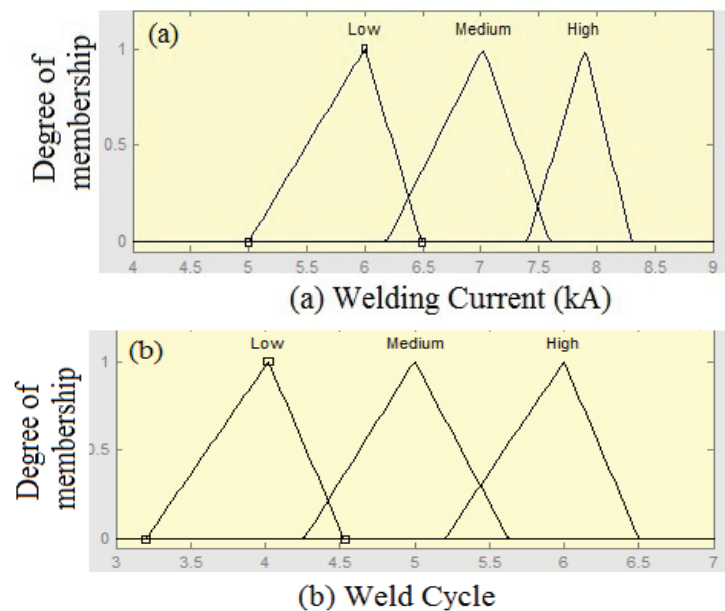 (a)
Low Medium High
Degree of
membership
1
0.5
0
4 4.5 5 5.5 6 6.5 7 7.5 8 8.5 9
(a) Welding Current (kA)
(b)
Low Medium High
Degree of
membership
1
0.5
0
3 3.5 4 4.5 5 5.5 6 6.5 7
(b) Weld Cycle